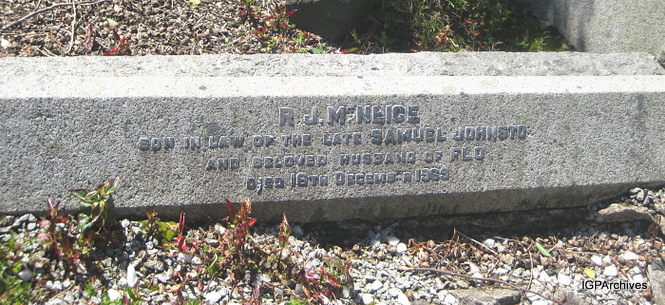 R. J. McNEICE
SON IN LAW OF THE LATE SAMUEL JOHNSTO
AND BELOVED HUSBAND OF FLO
DIED 16TH DECEMBER 1969
IGPArchives